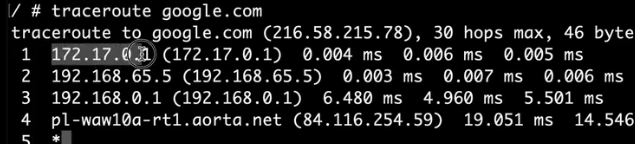 / # traceroute google.com
traceroute to google.com (216.58.215.78), 30 hops max, 46 byte
1 172.17.0.1 (172.17.0.1) 0.004 ms 0.006 ms 0.005 ms
2 192.168.65.5 (192.168.65.5) 0.003 ms 0.007 ms 0.006 ms
3 192.168.0.1 (192.168.0.1) 6.480 ms 4.960 ms 5.501 ms
4 pl-waw10a-rt1.aorta.net (84.116.254.59) 19.051 ms 14.546
5 *